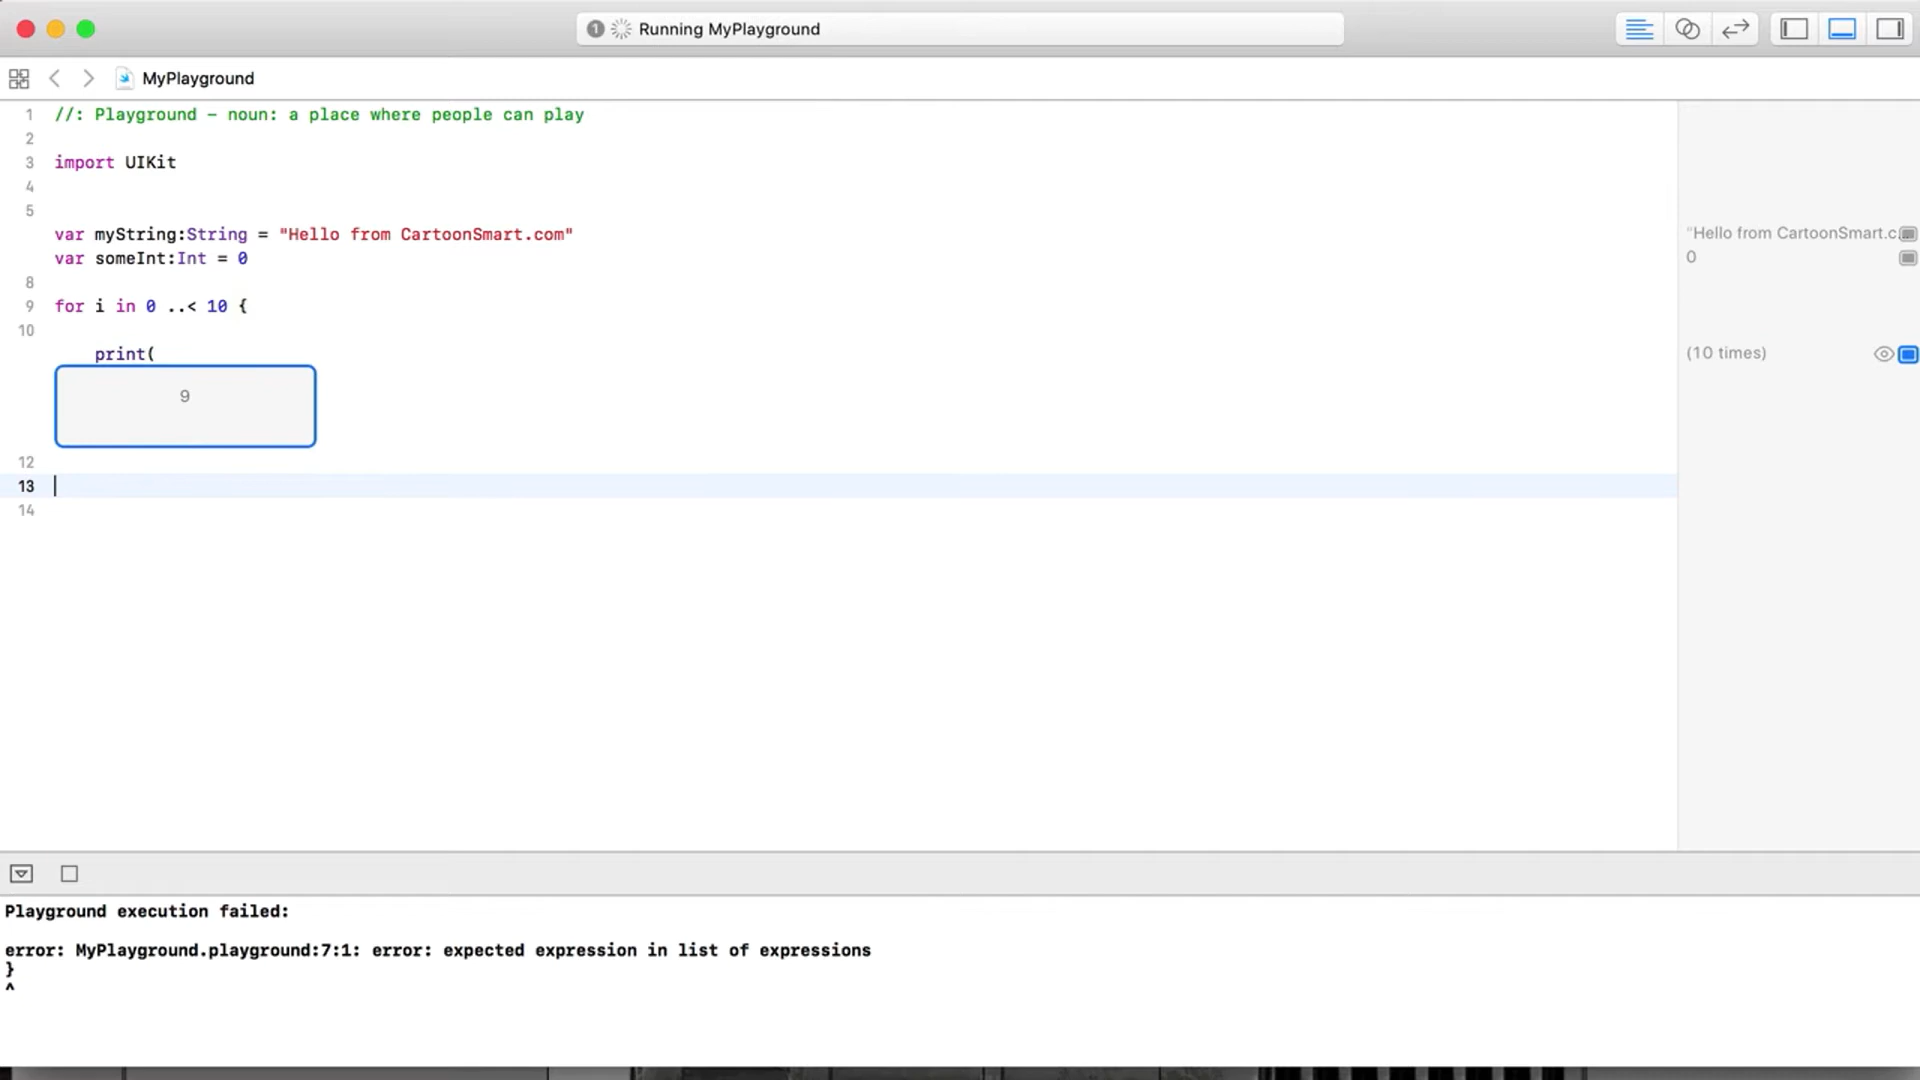 1 Running MyPlayground
MyPlayground
1 //: Playground - noun: a place where people can play
2
3 import UIKit
4
5
var myString:String = "Hello from CartoonSmart.com"
"Hello from CartoonSmart.c
var someInt:Int = 0
0
8
9 for i in 0 ..< 10 {
10
print(
(10 times)
9
12
13
14
Playground execution failed:
error: MyPlayground.playground:7:1: error: expected expression in list of expressions
}
^